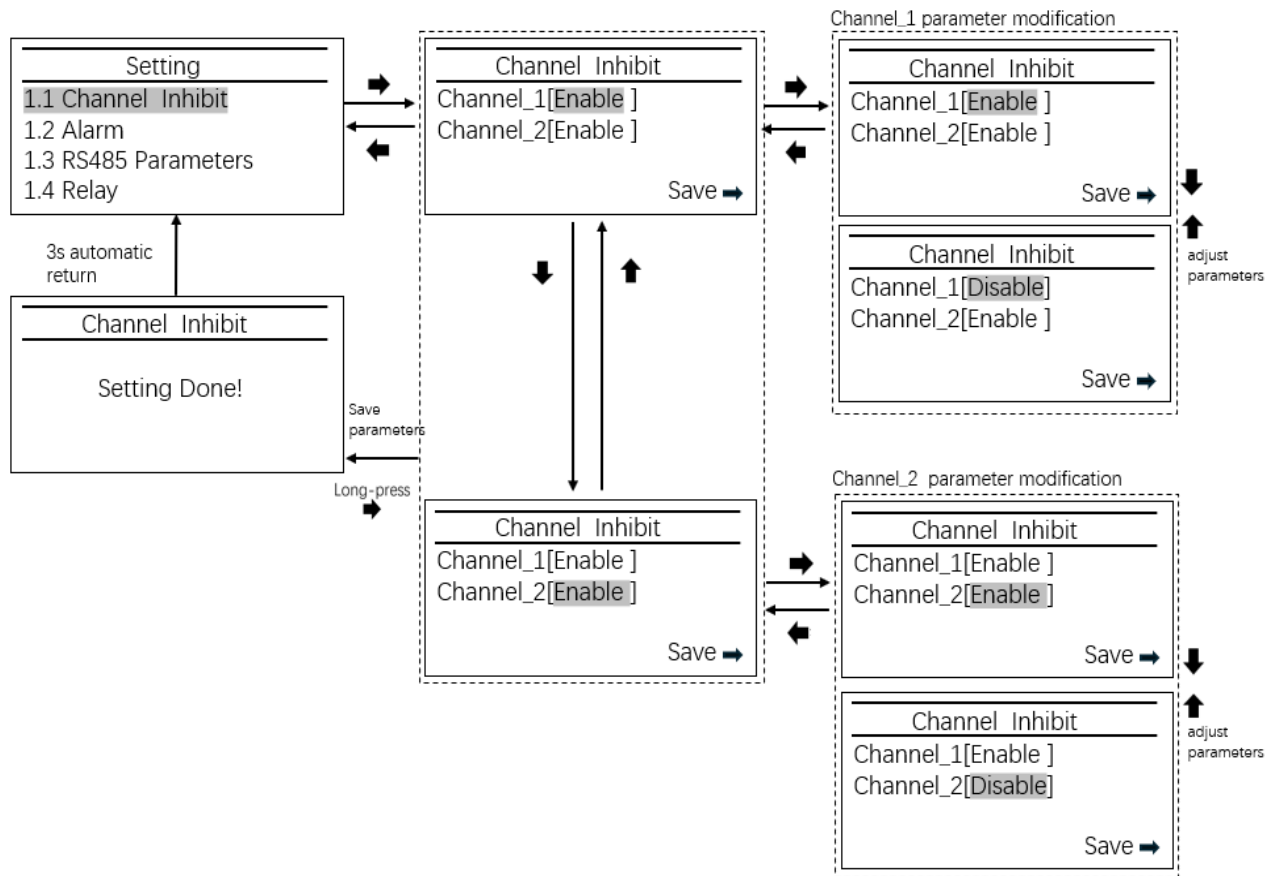 Setting
1.1 Channel Inhibit
1.2 Alarm
1.3 RS485 Parameters
1.4 Relay
3s automatic
return
Channel Inhibit
Setting Done!
Save
parameters
Long-press
Channel Inhibit
Channel_1[Enable ]
Channel_2[Enable ]
Save ➡
Channel Inhibit
Channel_1[Enable ]
Channel_2[Enable ]
Save ➡
Channel_1 parameter modification
Channel Inhibit
Channel_1[Enable ]
Channel_2[Enable ]
Save ➡
Channel Inhibit
Channel_1[Disable]
Channel_2[Enable ]
Save ➡
adjust
parameters
Channel_2 parameter modification
Channel Inhibit
Channel_1[Enable ]
Channel_2[Enable ]
Save ➡
Channel Inhibit
Channel_1[Enable ]
Channel_2[Disable]
Save ➡
adjust
parameters